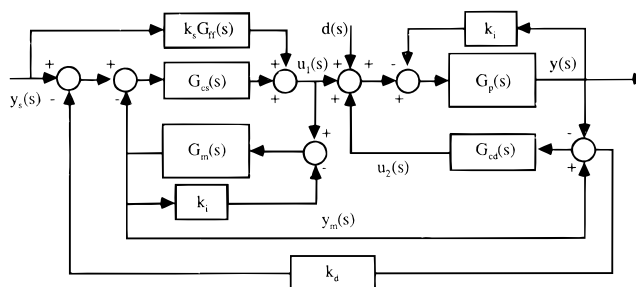 k_s G_ff(s)
d(s)
k_i
+ + + + - + +
u_1(s)
y(s)
G_cs(s)
G_p(s)
y_s(s)
- - + + +
G_m(s)
+
-
G_cd(s)
-
+
u_2(s)
k_i
y_m(s)
k_d